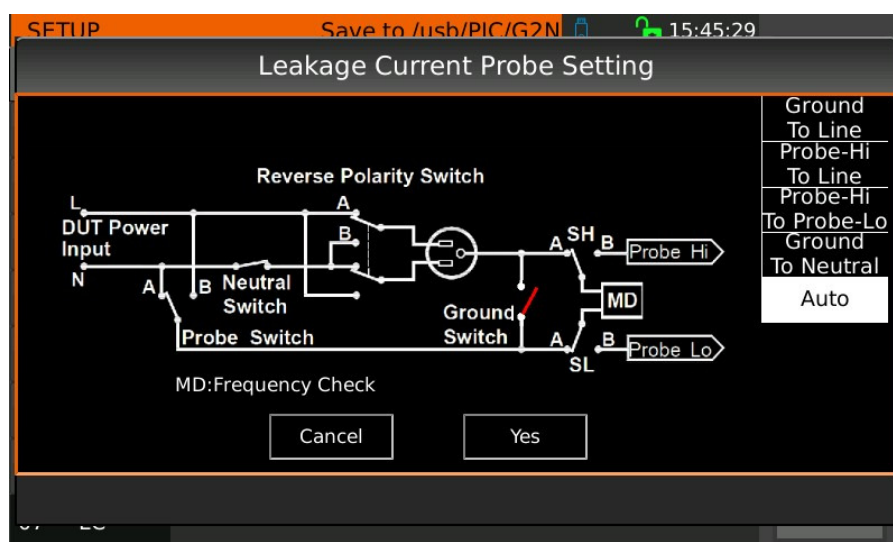 SETUP Save to /usb/PIC/G2N 15:45:29
Leakage Current Probe Setting
Ground
To Line
Probe-Hi
To Line
Probe-Hi
To Probe-Lo
Ground
To Neutral
Auto
Reverse Polarity Switch
L
A
DUT Power
Input
B
N
A
B
Neutral
Switch
Probe Switch
Ground
Switch
A
SH
B
Probe Hi
MD
A
B
Probe Lo
SL
MD:Frequency Check
Cancel
Yes